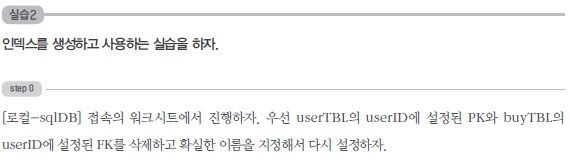 실습2
인덱스를 생성하고 사용하는 실습을 하자.
step 0
[로컬-sqlDB] 접속의 워크시트에서 진행하자. 우선 userTBL의 userID에 설정된 PK와 buyTBL의
userID에 설정된 FK를 삭제하고 확실한 이름을 지정해서 다시 설정하자.